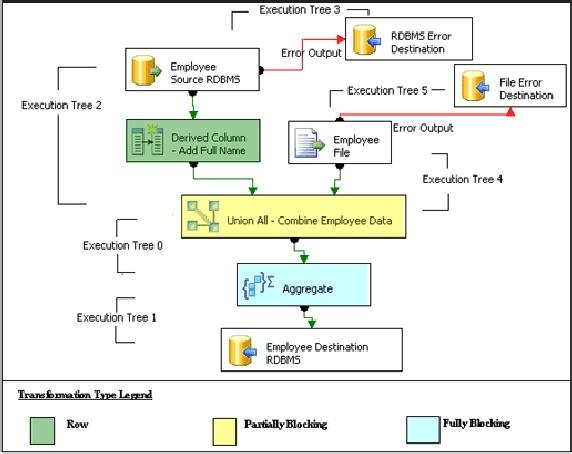 Execution Tree 3
RDBMS Error
Destination
Employee
Source RDBMS
Error Output
File Error
Destination
Execution Tree 5
Execution Tree 2
Derived Column
- Add Full Name
Employee
File
Error Output
Execution Tree 4
Union All - Combine Employee Data
Execution Tree 0
Aggregate
Execution Tree 1
Employee Destination
RDBMS
Transformation Type Legend
Row
Partially Blocking
Fully Blocking